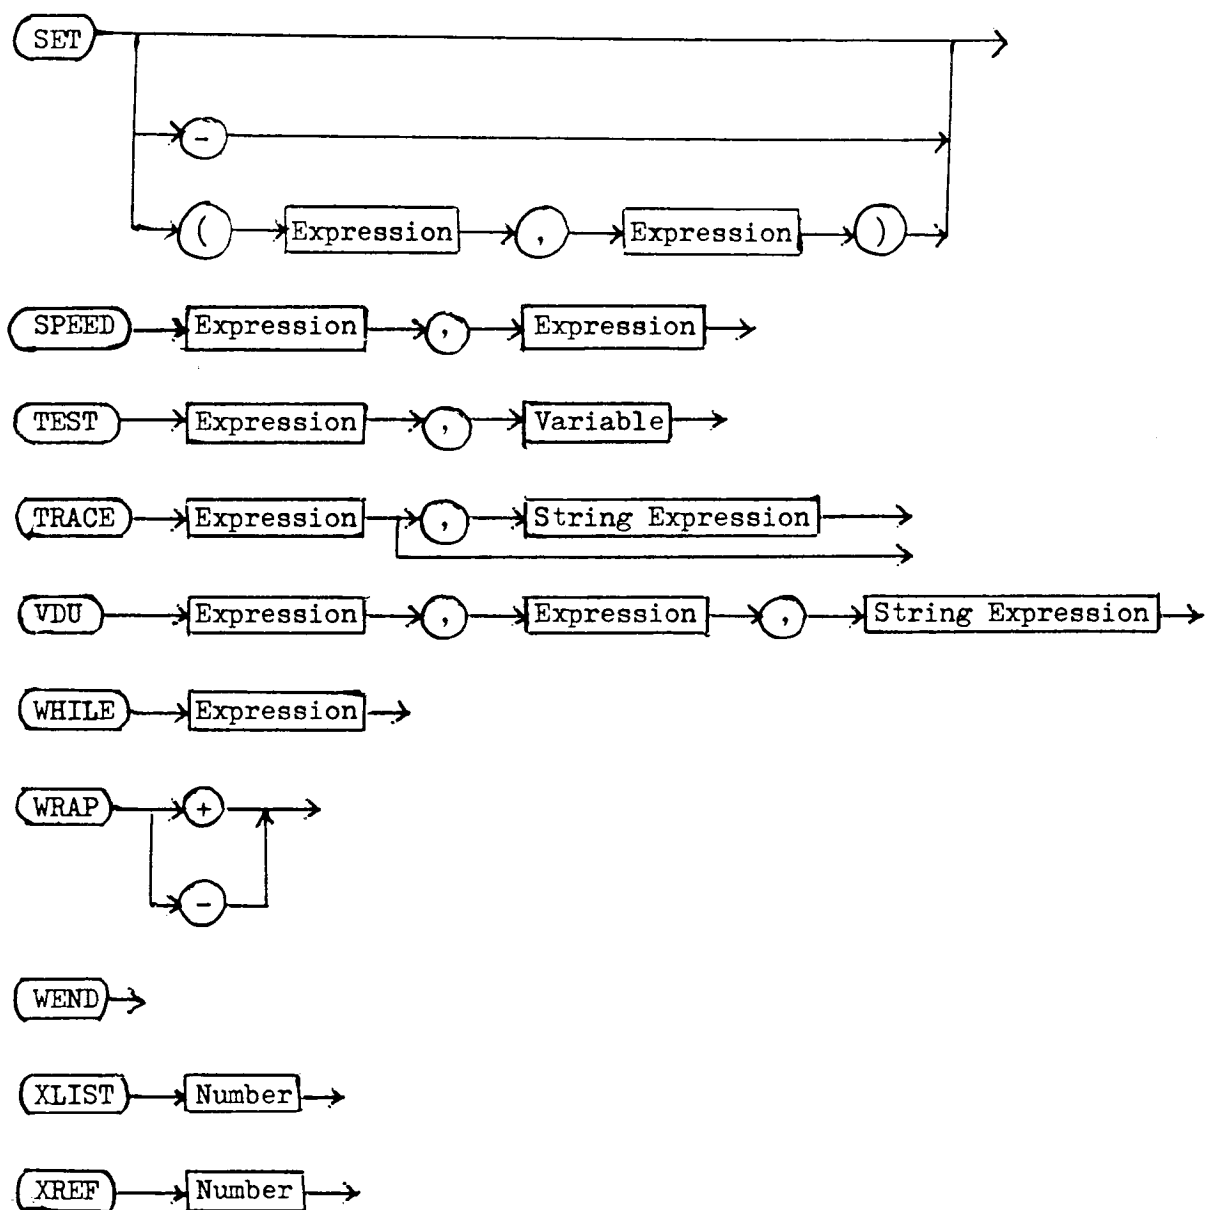 SET
-
( Expression , Expression )
SPEED Expression , Expression
TEST Expression , Variable
TRACE Expression , String Expression
VDU Expression , Expression , String Expression
WHILE Expression
WRAP +
-
WEND
XLIST Number
XREF Number